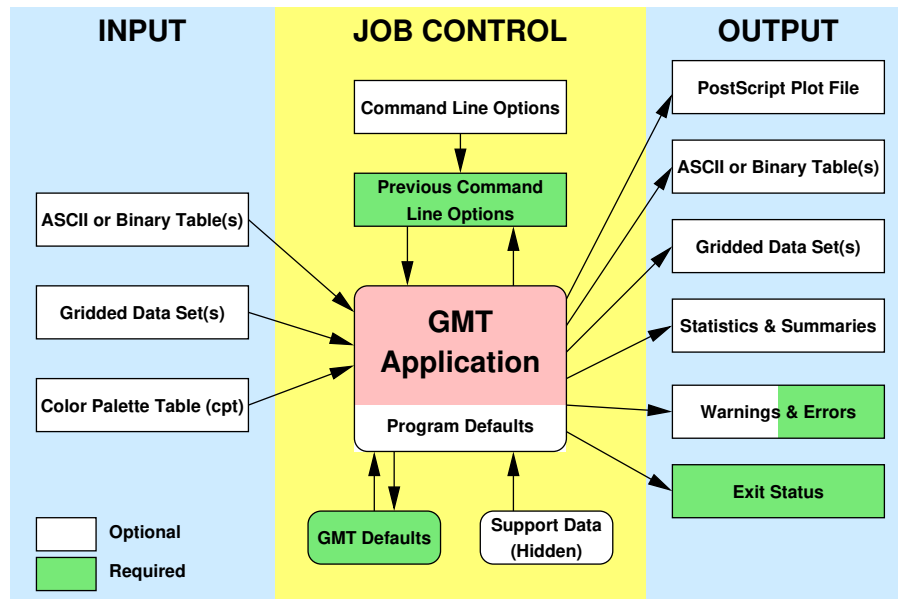 INPUT
JOB CONTROL
OUTPUT
Command Line Options
Previous Command
Line Options
ASCII or Binary Table(s)
Gridded Data Set(s)
Color Palette Table (cpt)
GMT
Application
Program Defaults
GMT Defaults
Support Data
(Hidden)
PostScript Plot File
ASCII or Binary Table(s)
Gridded Data Set(s)
Statistics & Summaries
Warnings & Errors
Exit Status
Optional
Required